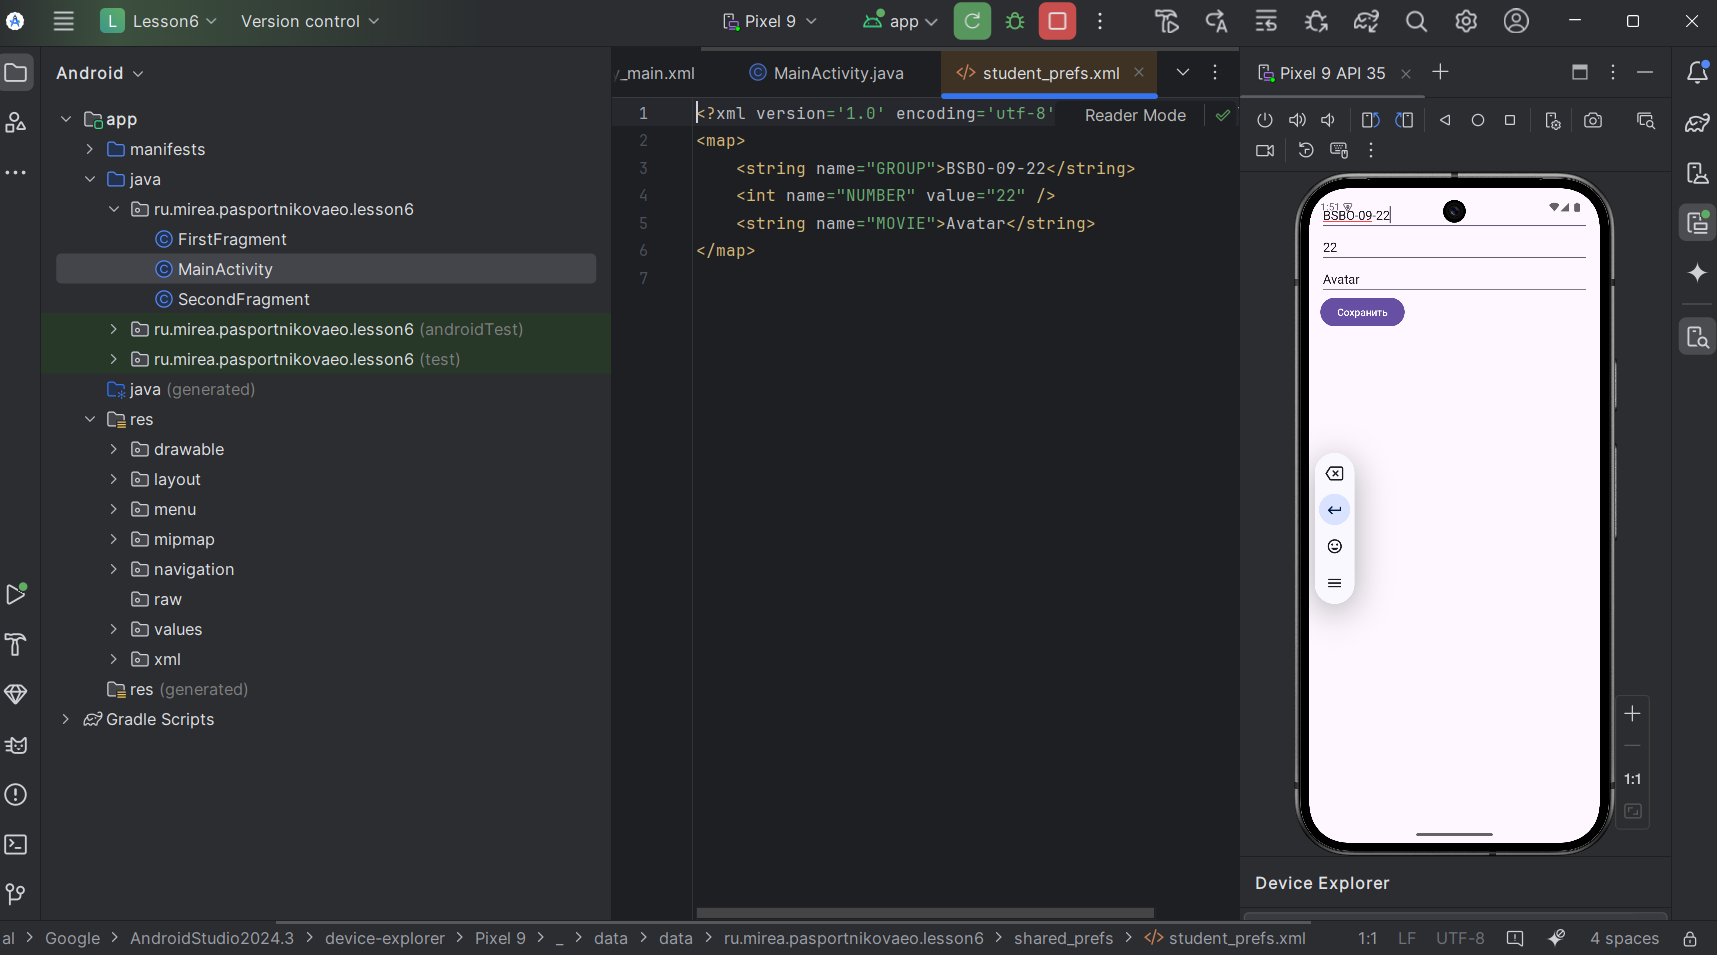 L Lesson6 Version control Pixel 9 app
Android
app
manifests
java
ru.mirea.pasportnikovaeo.lesson6
FirstFragment
MainActivity
SecondFragment
ru.mirea.pasportnikovaeo.lesson6 (androidTest)
ru.mirea.pasportnikovaeo.lesson6 (test)
java (generated)
res
drawable
layout
menu
mipmap
navigation
raw
values
xml
res (generated)
Gradle Scripts
_main.xml MainActivity.java student_prefs.xml
Reader Mode
1 <?xml version='1.0' encoding='utf-8'
2 <map>
3 <string name="GROUP">BSBO-09-22</string>
4 <int name="NUMBER" value="22" />
5 <string name="MOVIE">Avatar</string>
6 </map>
7
Pixel 9 API 35
1:51
BSBO-09-22
22
Avatar
Сохранить
1:1
Device Explorer
al > Google > AndroidStudio2024.3 > device-explorer > Pixel 9 > _ > data > data > ru.mirea.pasportnikovaeo.lesson6 > shared_prefs > student_prefs.xml 1:1 LF UTF-8 4 spaces